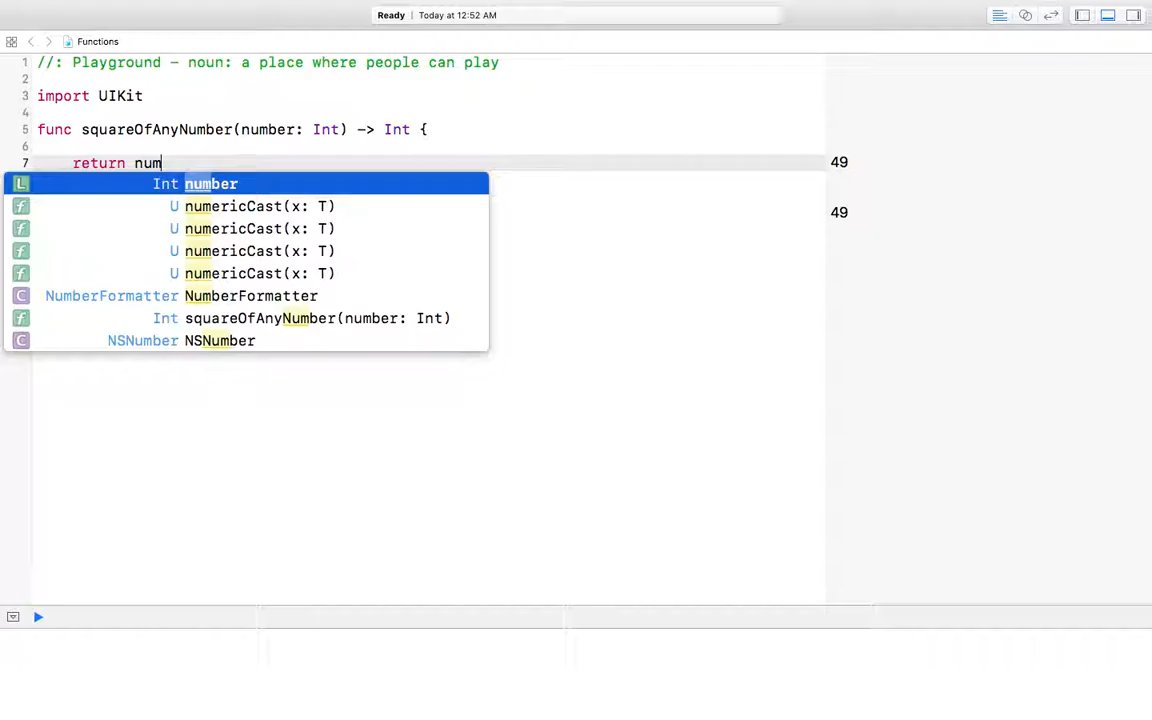 Ready | Today at 12:52 AM
Functions
1 //: Playground – noun: a place where people can play
2
3 import UIKit
4
5 func squareOfAnyNumber(number: Int) -> Int {
6
7 return num 49
L Int number
f U numericCast(x: T)
f U numericCast(x: T) 49
f U numericCast(x: T)
f U numericCast(x: T)
C NumberFormatter NumberFormatter
f Int squareOfAnyNumber(number: Int)
C NSNumber NSNumber